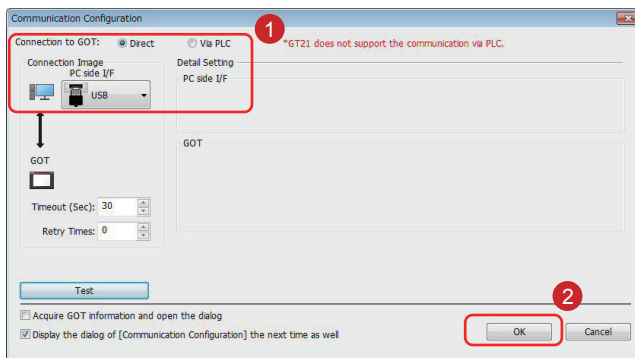 Communication Configuration
1
Connection to GOT: Direct Via PLC *GT21 does not support the communication via PLC.
Connection Image
PC side I/F
USB
Detail Setting
PC side I/F
GOT
GOT
Timeout (Sec): 30
Retry Times: 0
Test
2
Acquire GOT information and open the dialog
Display the dialog of [Communication Configuration] the next time as well
OK Cancel